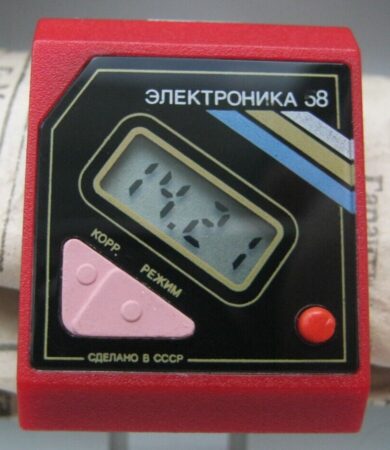 ЭЛЕКТРОНИКА 58
14.21
КОРР
РЕЖИМ
СДЕЛАНО В СССР